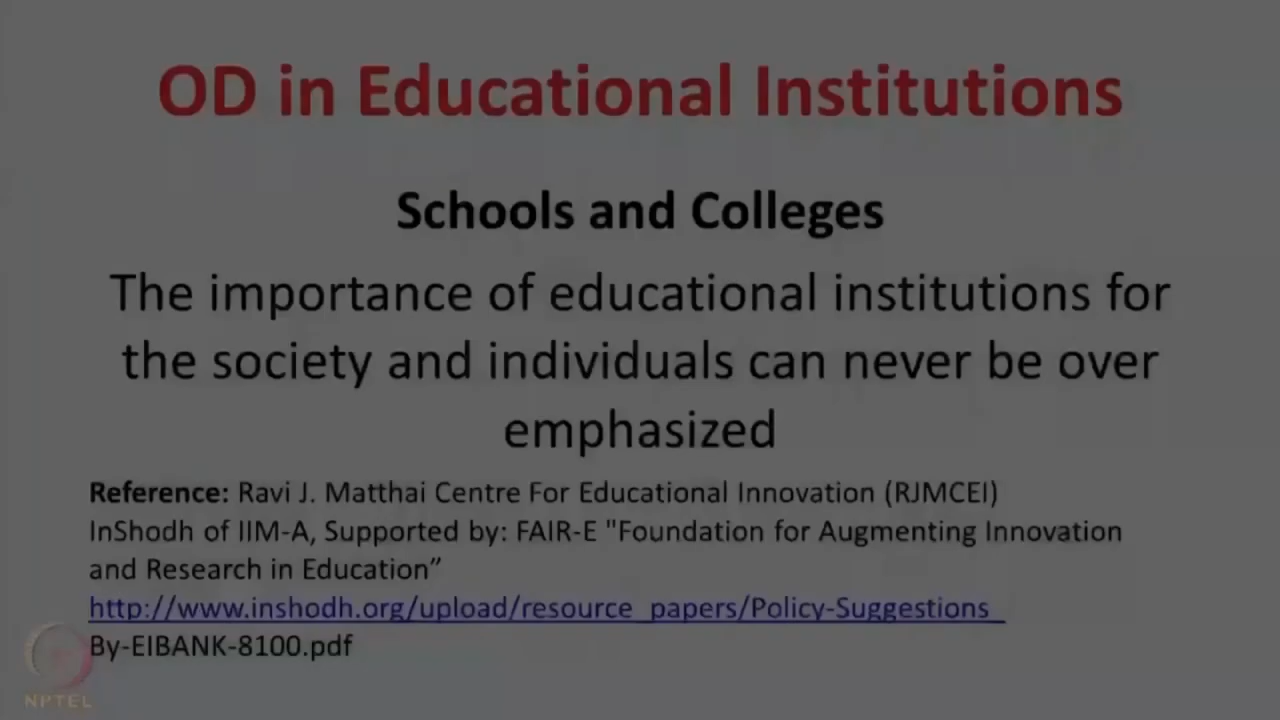 OD in Educational Institutions
Schools and Colleges
The importance of educational institutions for
the society and individuals can never be over
emphasized
Reference: Ravi J. Matthai Centre For Educational Innovation (RJMCEI)
InShodh of IIM-A, Supported by: FAIR-E "Foundation for Augmenting Innovation
and Research in Education”
http://www.inshodh.org/upload/resource_papers/Policy-Suggestions_
By-EIBANK-8100.pdf
NPTEL